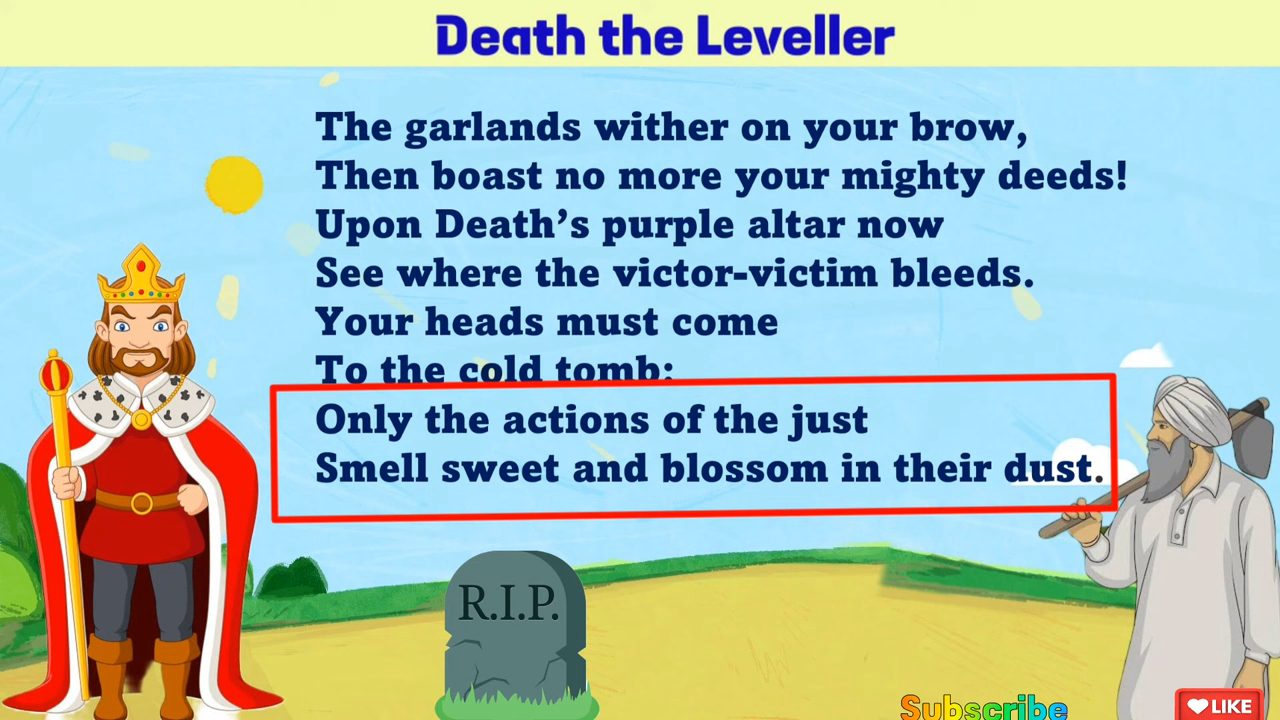 Death the Leveller
The garlands wither on your brow,
Then boast no more your mighty deeds!
Upon Death’s purple altar now
See where the victor-victim bleeds.
Your heads must come
To the cold tomb:
Only the actions of the just
Smell sweet and blossom in their dust.
R.I.P.
Subscribe
LIKE